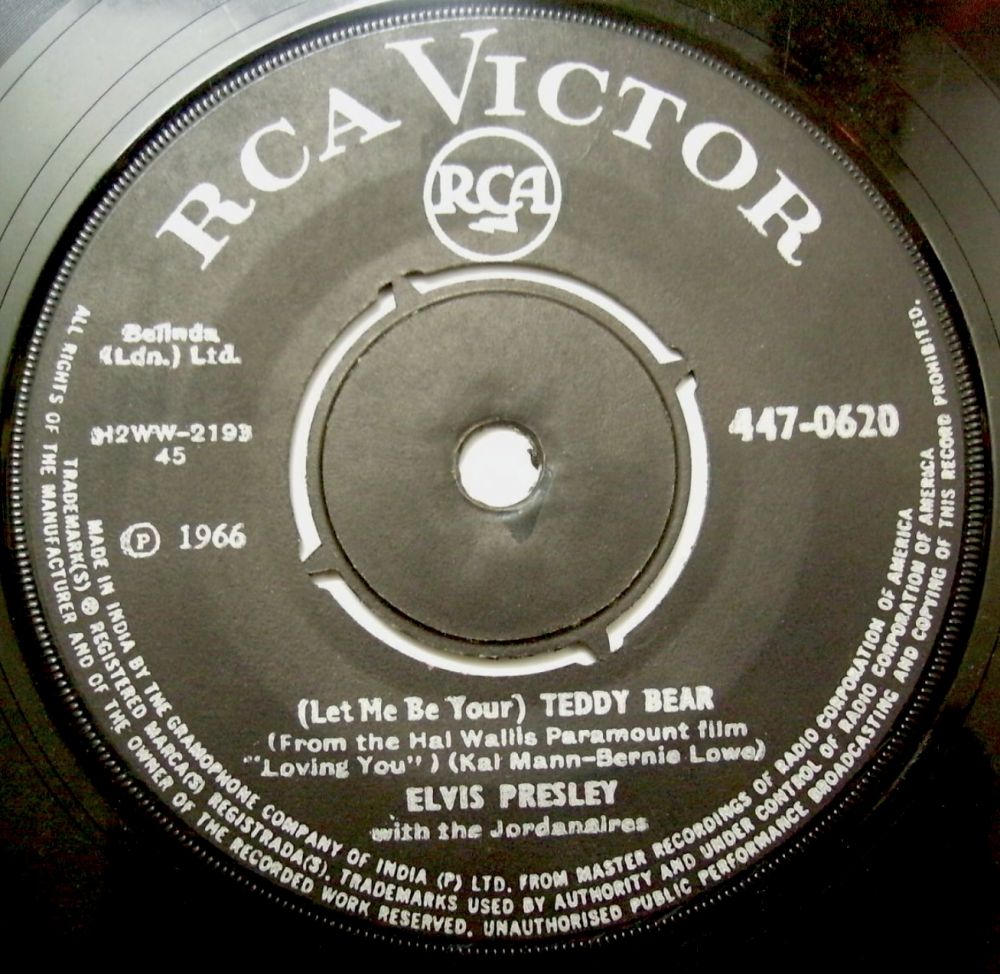 RCA VICTOR
RCA
Belinda
(Ldn.) Ltd.
H2WW-2193
45
Ⓟ 1966
447-0620
(Let Me Be Your) TEDDY BEAR
(From the Hal Wallis Paramount film
"Loving You") (Kal Mann-Bernie Lowe)
ELVIS PRESLEY
with the Jordanaires
MADE IN INDIA BY THE GRAMOPHONE COMPANY OF INDIA (P) LTD. FROM MASTER RECORDINGS OF RADIO CORPORATION OF AMERICA
TRADEMARK(S) ® REGISTERED MARCA(S) REGISTRADA(S). TRADEMARKS USED BY AUTHORITY AND UNDER CONTROL OF RADIO CORPORATION OF AMERICA
ALL RIGHTS OF THE MANUFACTURER AND OF THE OWNER OF THE RECORDED WORK RESERVED. UNAUTHORISED PUBLIC PERFORMANCE BROADCASTING AND COPYING OF THIS RECORD PROHIBITED.